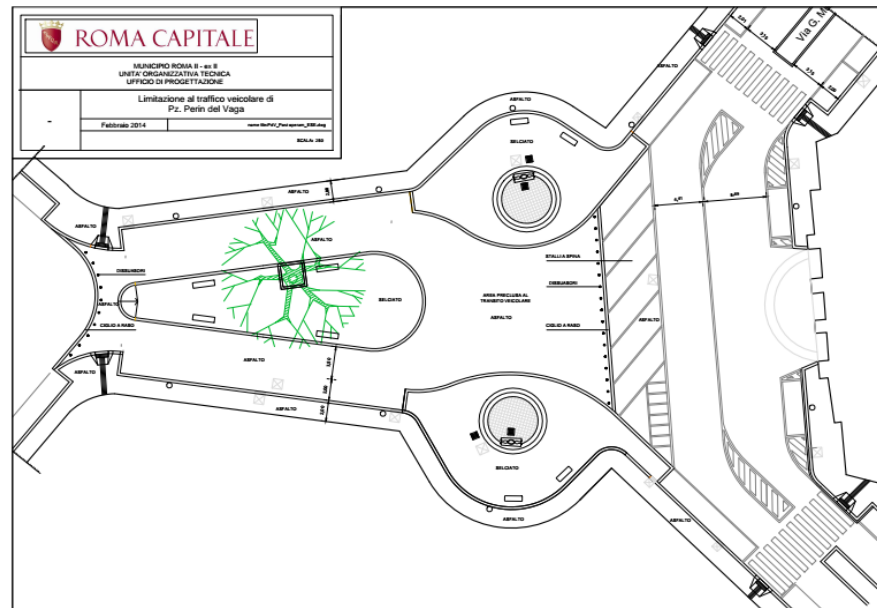 ROMA CAPITALE
MUNICIPIO ROMA II - ex III
UNITA' ORGANIZZATIVA TECNICA
UFFICIO DI PROGETTAZIONE
Limitazione al traffico veicolare di
Pz. Perin del Vaga
-
Febbraio 2014
SCALA:
Via G. M
ASFALTO
SELCIATO
ASFALTO
ASFALTO
ASFALTO
DISSUASORI
ASFALTO
CIGLIO A RASO
SELCIATO
STALLI A SPINA
DISSUASORI
AREA PRECLUSA AL
TRANSITO VEICOLARE
ASFALTO
ASFALTO
CIGLIO A RASO
ASFALTO
ASFALTO
ASFALTO
SELCIATO
ASFALTO
ASFALTO